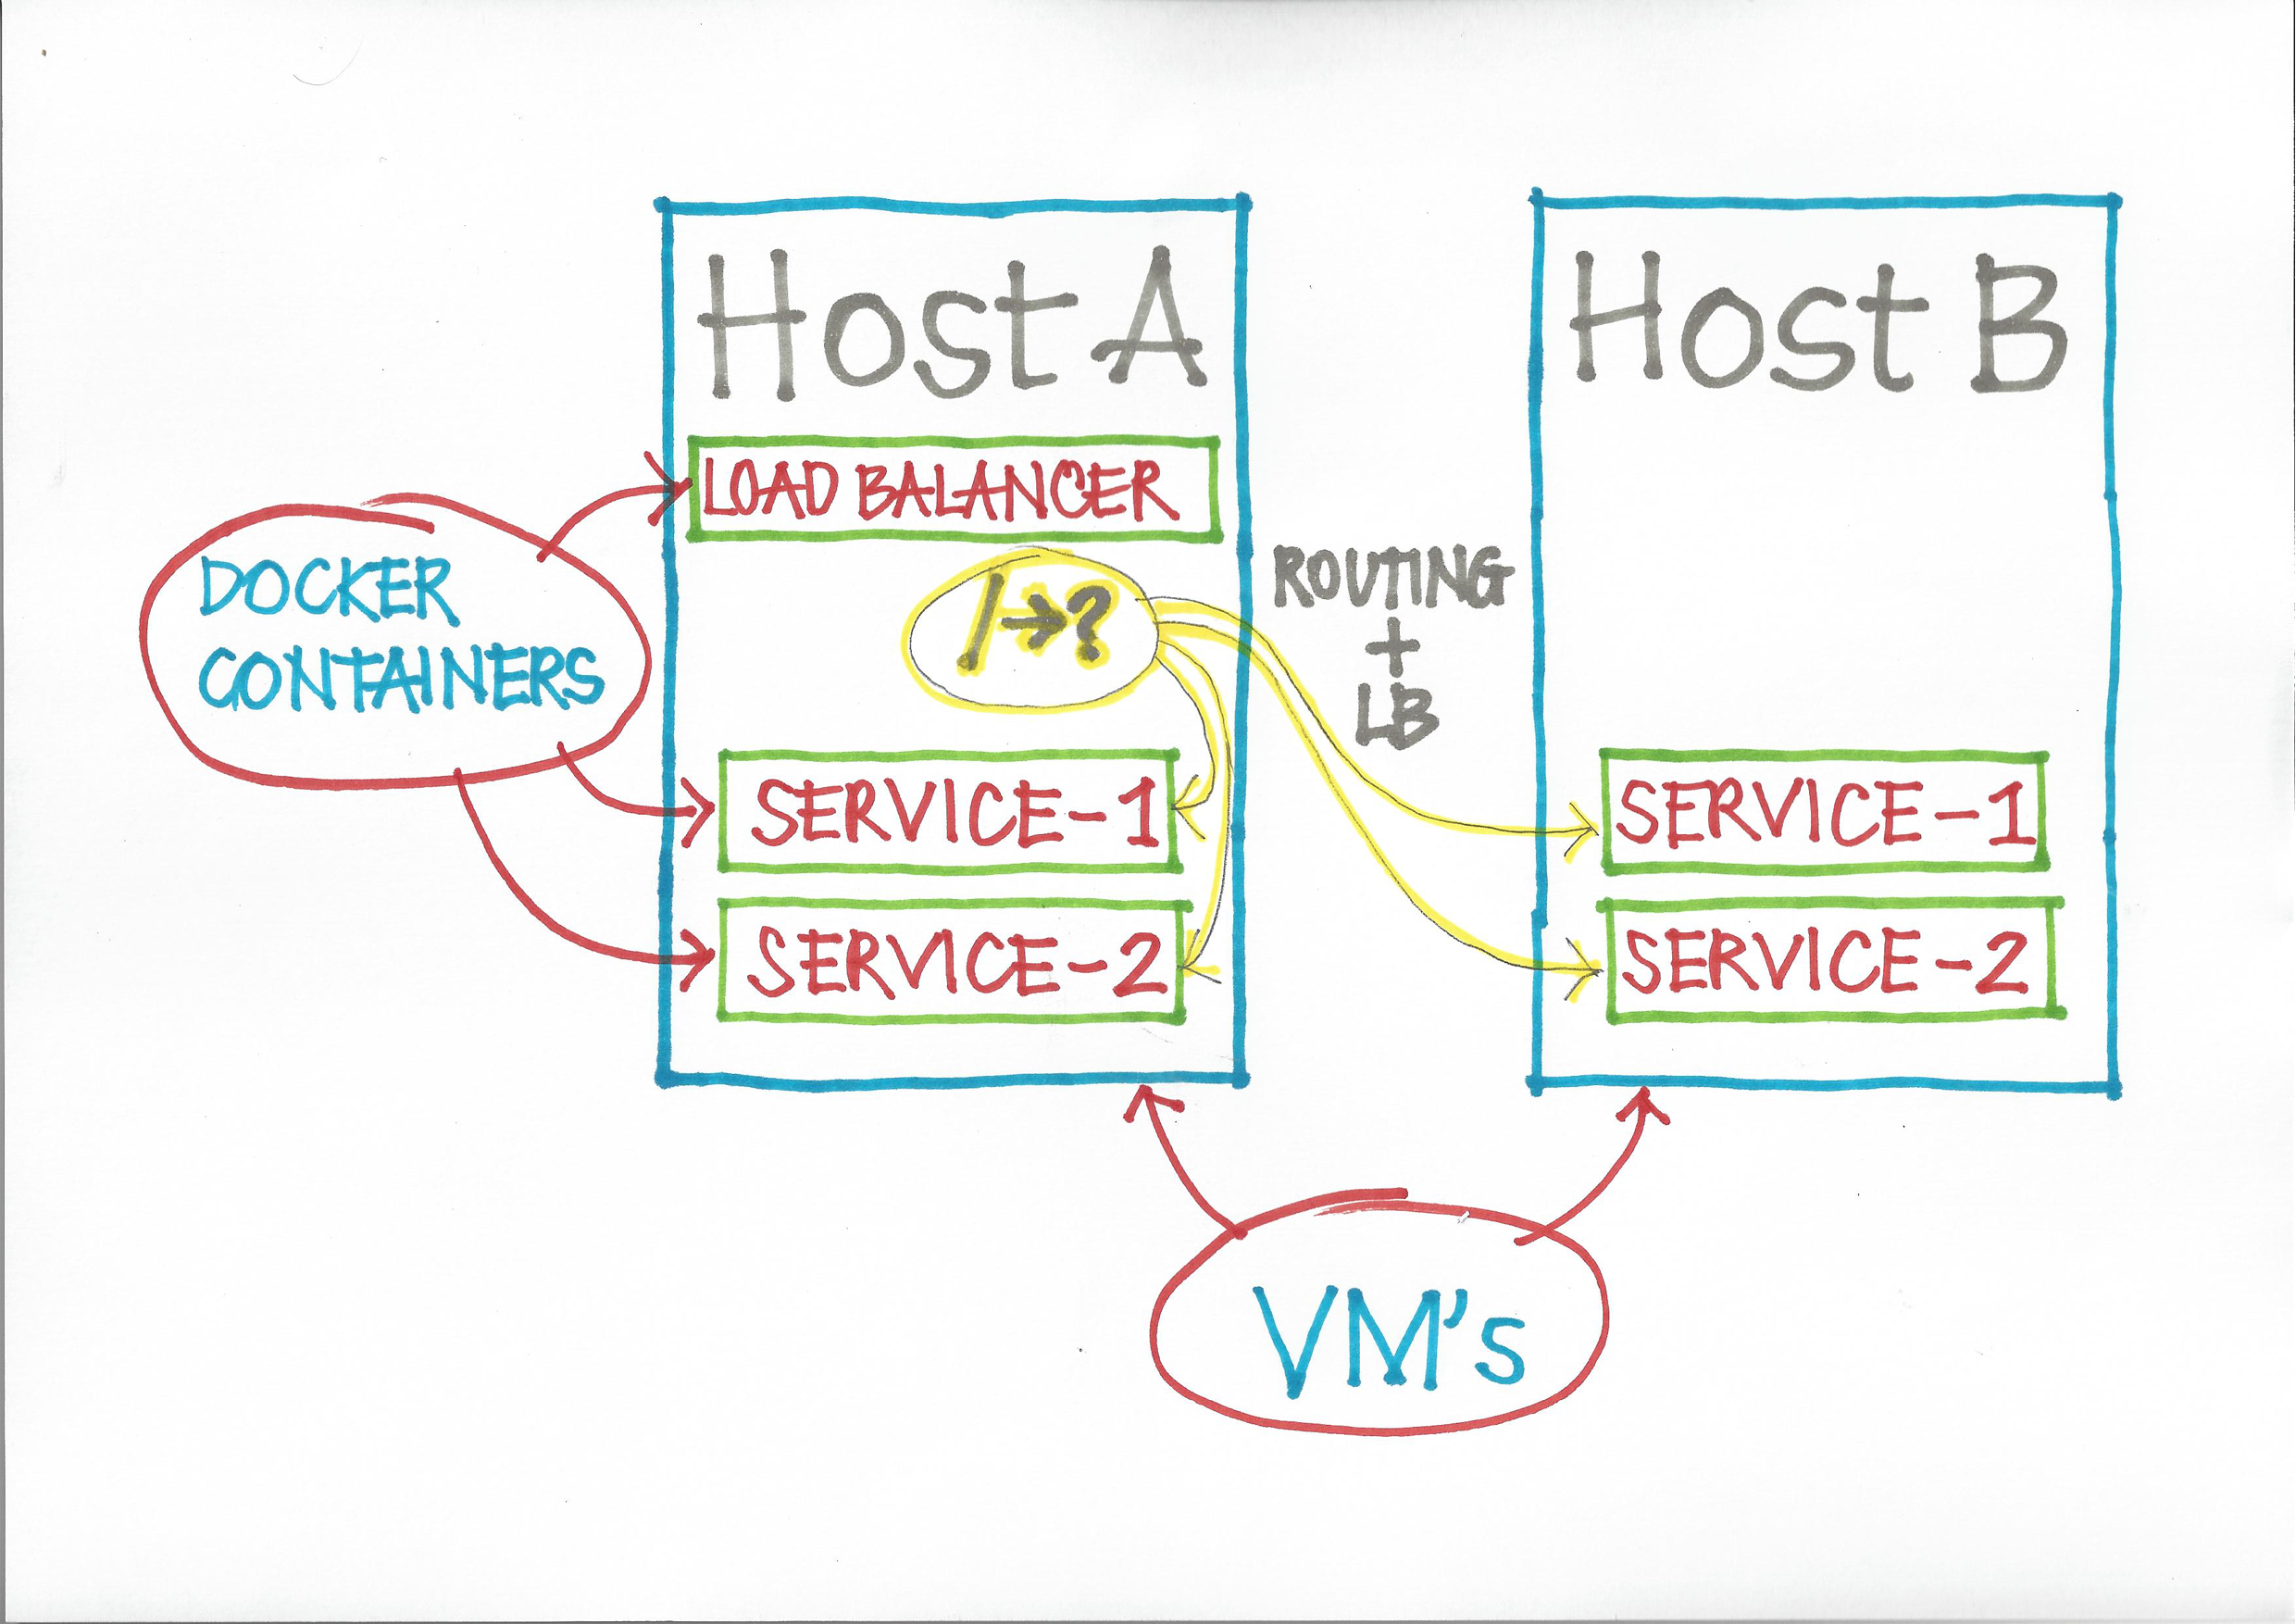 Host A
Host B
LOAD BALANCER
DOCKER
CONTAINERS
/→?
ROUTING
+
LB
SERVICE-1
SERVICE-2
SERVICE-1
SERVICE-2
VM's